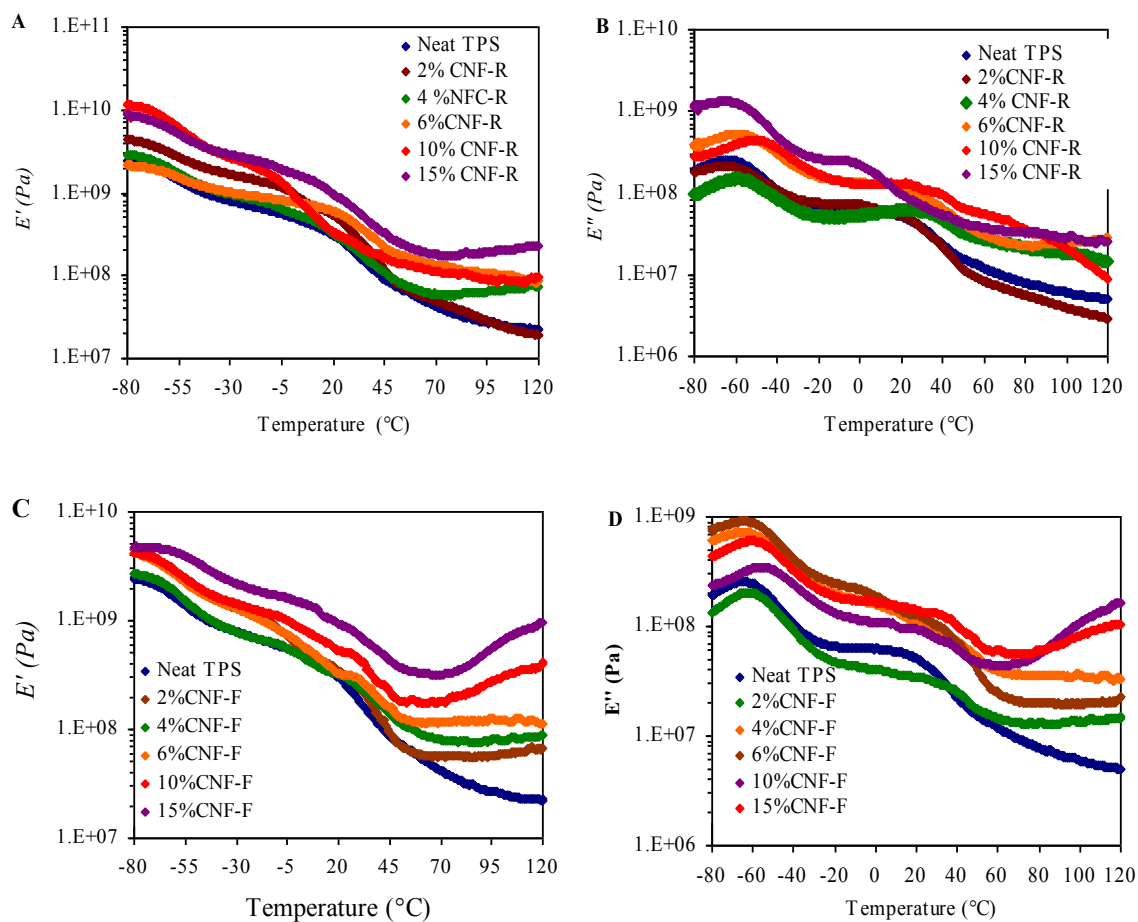 A
1.E+11
1.E+10
1.E+09
1.E+08
1.E+07
E' (Pa)
Neat TPS
2% CNF-R
4 %NFC-R
6%CNF-R
10% CNF-R
15% CNF-R
-80 -55 -30 -5 20 45 70 95 120
Temperature (°C)
B
1.E+10
1.E+09
1.E+08
1.E+07
1.E+06
E'' (Pa)
Neat TPS
2%CNF-R
4% CNF-R
6%CNF-R
10% CNF-R
15% CNF-R
-80 -60 -40 -20 0 20 40 60 80 100 120
Temperature (°C)
C
1.E+10
1.E+09
1.E+08
1.E+07
E' (Pa)
Neat TPS
2%CNF-F
4%CNF-F
6%CNF-F
10%CNF-F
15%CNF-F
-80 -55 -30 -5 20 45 70 95 120
Temperature (°C)
D
1.E+09
1.E+08
1.E+07
1.E+06
E'' (Pa)
Neat TPS
2%CNF-F
4%CNF-F
6%CNF-F
10%CNF-F
15%CNF-F
-80 -60 -40 -20 0 20 40 60 80 100 120
Temperature (°C)